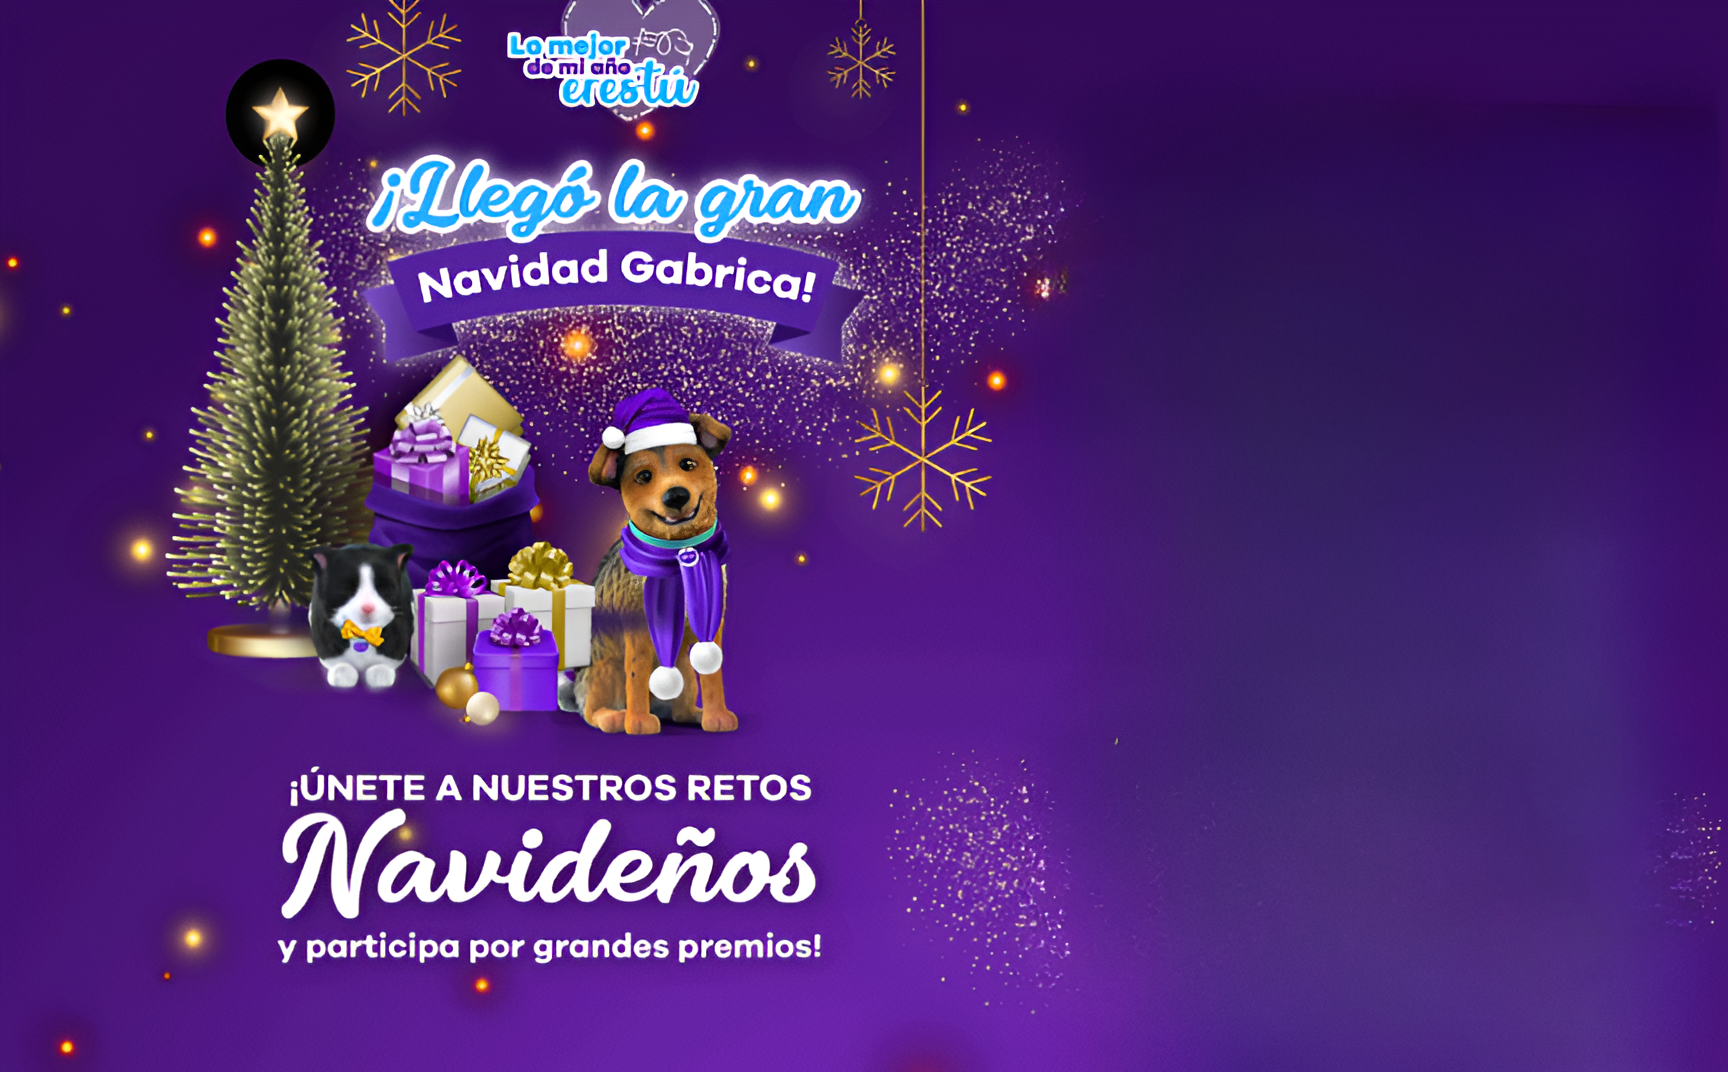 Lo mejor
de mi año
eres tú
¡Llegó la gran
Navidad Gabrica!
¡ÚNETE A NUESTROS RETOS
Navideños
y participa por grandes premios!